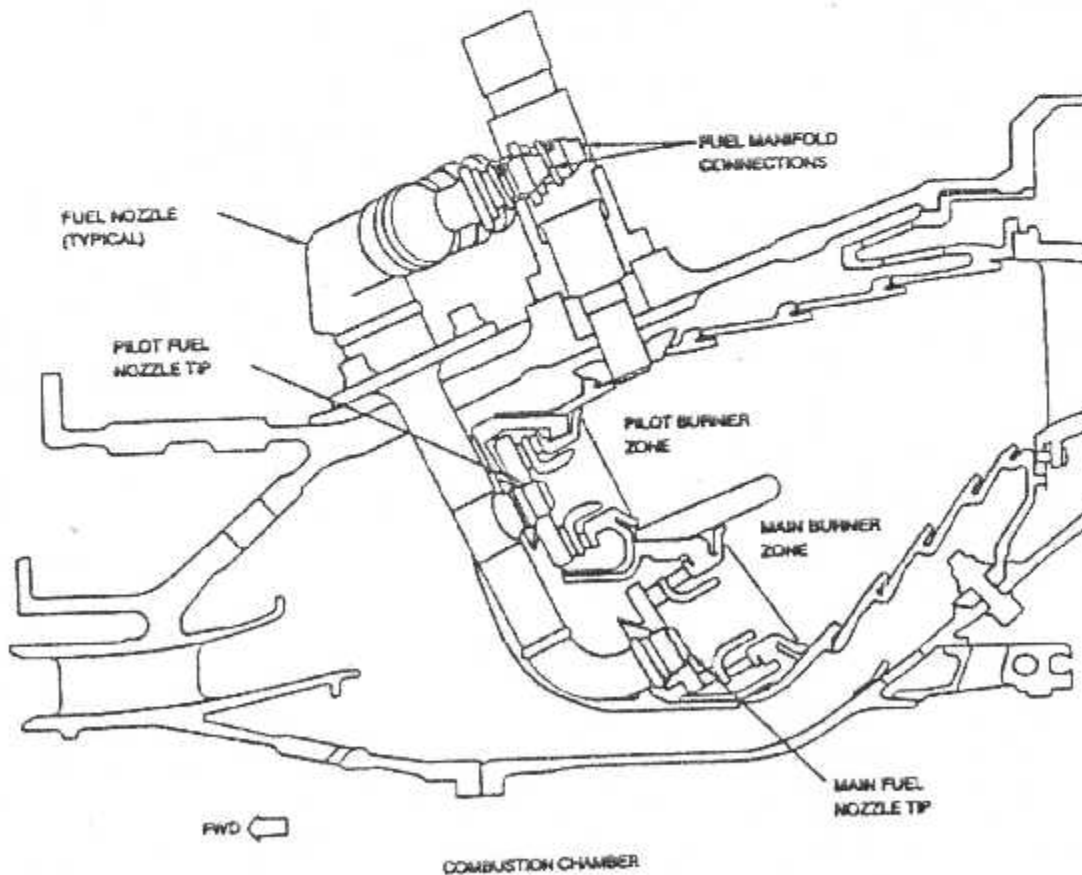 FUEL MANIFOLD
CONNECTIONS
FUEL NOZZLE
(TYPICAL)
PILOT FUEL
NOZZLE TIP
PILOT BURNER
ZONE
MAIN BURNER
ZONE
MAIN FUEL
NOZZLE TIP
FWD
COMBUSTION CHAMBER